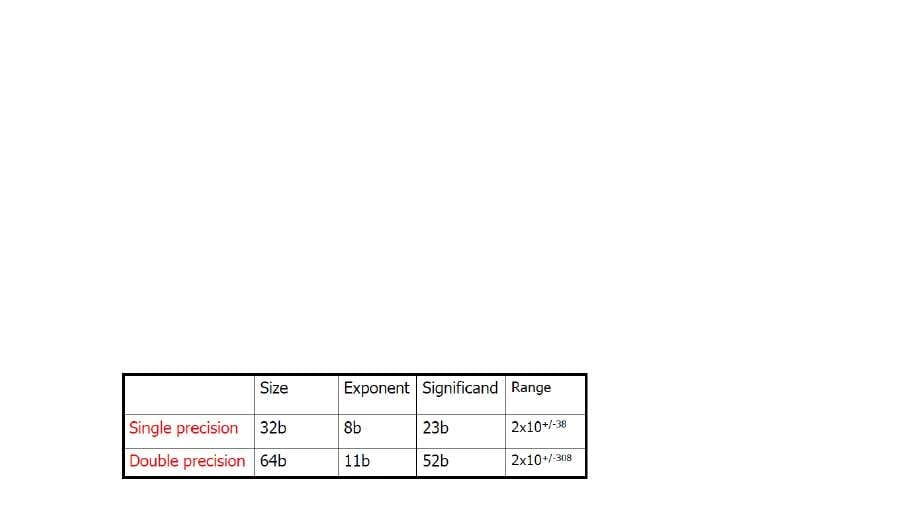 Size Exponent Significand Range
Single precision 32b 8b 23b 2x10+/-38
Double precision 64b 11b 52b 2x10+/-308